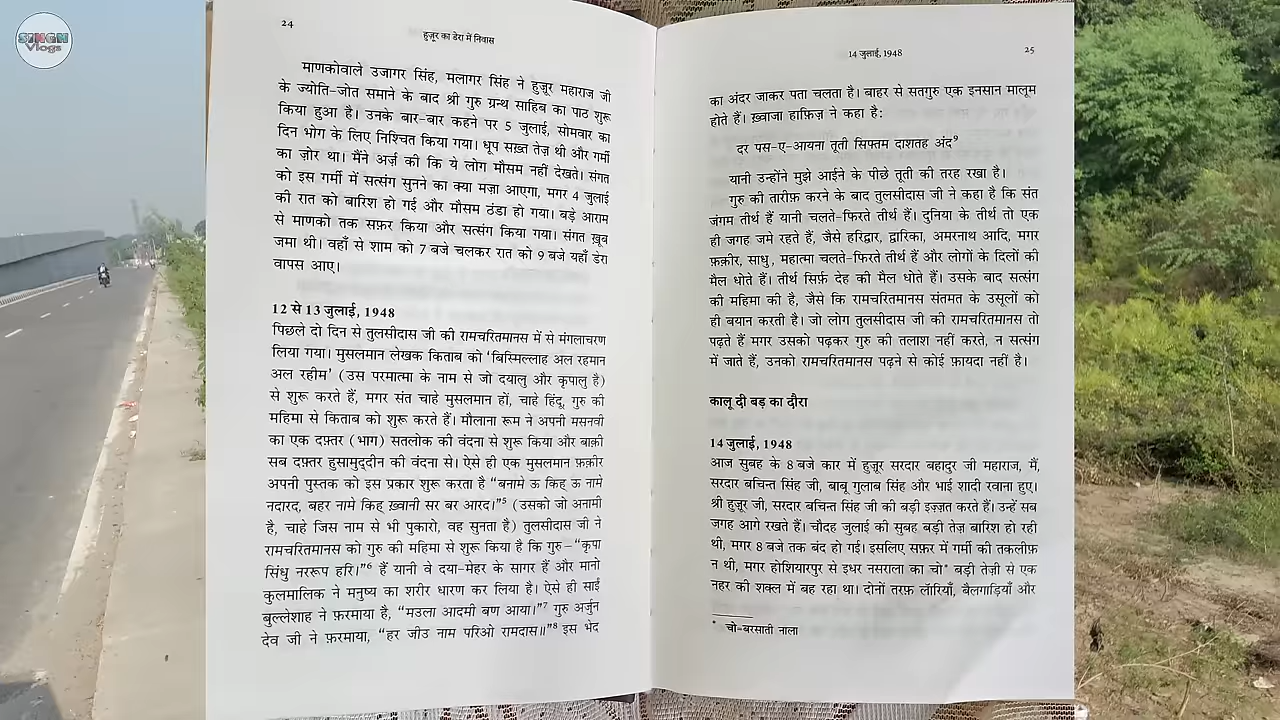 SINGH
Vlogs
24
हुज़ूर का डेरा में निवास
माणकोवाले उजागर सिंह, मलागर सिंह ने हुज़ूर महाराज जी
के ज्योति-जोत समाने के बाद श्री गुरु ग्रन्थ साहिब का पाठ शुरू
किया हुआ है। उनके बार-बार कहने पर 5 जुलाई, सोमवार का
दिन भोग के लिए निश्चित किया गया। धूप सख़्त तेज़ थी और गर्मी
का ज़ोर था। मैंने अर्ज़ की कि ये लोग मौसम नहीं देखते। संगत
को इस गर्मी में सत्संग सुनने का क्या मज़ा आएगा, मगर 4 जुलाई
की रात को बारिश हो गई और मौसम ठंडा हो गया। बड़े आराम
से माणको तक सफ़र किया और सत्संग किया गया। संगत ख़ूब
जमा थी। वहाँ से शाम को 7 बजे चलकर रात को 9 बजे यहाँ डेरा
वापस आए।
12 से 13 जुलाई, 1948
पिछले दो दिन से तुलसीदास जी की रामचरितमानस में से मंगलाचरण
लिया गया। मुसलमान लेखक किताब को ‘बिस्मिल्लाह अल रहमान
अल रहीम’ (उस परमात्मा के नाम से जो दयालु और कृपालु है)
से शुरू करते हैं, मगर संत चाहे मुसलमान हों, चाहे हिंदू, गुरु की
महिमा से किताब को शुरू करते हैं। मौलाना रूम ने अपनी मसनवी
का एक दफ़्तर (भाग) सतलोक की वंदना से शुरू किया और बाक़ी
सब दफ़्तर हुसामुद्दीन की वंदना से। ऐसे ही एक मुसलमान फ़क़ीर
अपनी पुस्तक को इस प्रकार शुरू करता है “बनामे ऊ किह् ऊ नामे
नदारद, बहर नामे किह् ख़्वानी सर बर आरद।”⁵ (उसको जो अनामी
है, चाहे जिस नाम से भी पुकारो, वह सुनता है) तुलसीदास जी ने
रामचरितमानस को गुरु की महिमा से शुरू किया है कि गुरु–“कृपा
सिंधु नररूप हरि।”⁶ हैं यानी वे दया-मेहर के सागर हैं और मानो
कुलमालिक ने मनुष्य का शरीर धारण कर लिया है। ऐसे ही साईं
बुल्लेशाह ने फ़रमाया है, “मउला आदमी बण आया।”⁷ गुरु अर्जुन
देव जी ने फ़रमाया, “हर जीउ नाम परिओ रामदास॥”⁸ इस भेद
14 जुलाई, 1948
25
का अंदर जाकर पता चलता है। बाहर से सतगुरु एक इनसान मालूम
होते हैं। ख़्वाजा हाफ़िज़ ने कहा है:
दर पस-ए-आयना तूती सिफ्तम दाशतह अंद⁹
यानी उन्होंने मुझे आईने के पीछे तूती की तरह रखा है।
गुरु की तारीफ़ करने के बाद तुलसीदास जी ने कहा है कि संत
जंगम तीर्थ हैं यानी चलते-फिरते तीर्थ हैं। दुनिया के तीर्थ तो एक
ही जगह जमे रहते हैं, जैसे हरिद्वार, द्वारिका, अमरनाथ आदि, मगर
फ़क़ीर, साधु, महात्मा चलते-फिरते तीर्थ हैं और लोगों के दिलों की
मैल धोते हैं। तीर्थ सिर्फ़ देह की मैल धोते हैं। उसके बाद सत्संग
की महिमा की है, जैसे कि रामचरितमानस संतमत के उसूलों को
ही बयान करती है। जो लोग तुलसीदास जी की रामचरितमानस तो
पढ़ते हैं मगर उसको पढ़कर गुरु की तलाश नहीं करते, न सत्संग
में जाते हैं, उनको रामचरितमानस पढ़ने से कोई फ़ायदा नहीं है।
कालू दी बड़ का दौरा
14 जुलाई, 1948
आज सुबह के 8 बजे कार में हुज़ूर सरदार बहादुर जी महाराज, मैं,
सरदार बचिन्त सिंह जी, बाबू गुलाब सिंह और भाई शादी रवाना हुए।
श्री हुज़ूर जी, सरदार बचिन्त सिंह जी की बड़ी इज़्ज़त करते हैं। उन्हें सब
जगह आगे रखते हैं। चौदह जुलाई की सुबह बड़ी तेज़ बारिश हो रही
थी, मगर 8 बजे तक बंद हो गई। इसलिए सफ़र में गर्मी की तकलीफ़
न थी, मगर होशियारपुर से इधर नसराला का चो* बड़ी तेज़ी से एक
नहर की शक्ल में बह रहा था। दोनों तरफ़ लॉरियाँ, बैलगाड़ियाँ और
* चो–बरसाती नाला